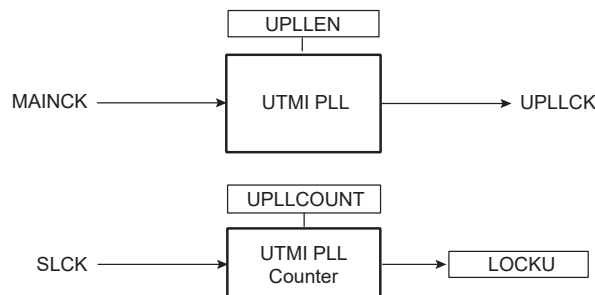 UPLLEN
MAINCK
UTMI PLL
UPLLCK
UPLLCOUNT
SLCK
UTMI PLL
Counter
LOCKU